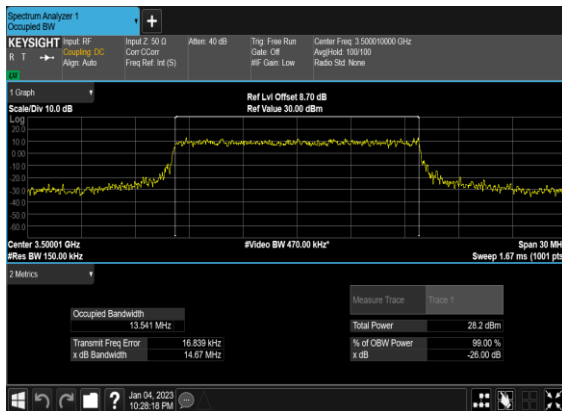 Spectrum Analyzer 1
Occupied BW
KEYSIGHT
R T
Input: RF
Coupling: DC
Align: Auto
Input Z: 50 Ω
Corr CCorr
Freq Ref: Int (S)
Atten: 40 dB
Trig: Free Run
Gate: Off
#IF Gain: Low
Center Freq: 3.500010000 GHz
Avg|Hold: 100/100
Radio Std: None
1 Graph
Scale/Div 10.0 dB
Ref Lvl Offset 8.70 dB
Ref Value 30.00 dBm
Log
20.0
10.0
0.00
-10.0
-20.0
-30.0
-40.0
-50.0
-60.0
Center 3.50001 GHz
#Video BW 470.00 kHz*
Span 30 MH
#Res BW 150.00 kHz
Sweep 1.67 ms (1001 pts
2 Metrics
Measure Trace Trace 1
Occupied Bandwidth
13.541 MHz
Total Power 28.2 dBm
Transmit Freq Error 16.839 kHz
% of OBW Power 99.00 %
x dB Bandwidth 14.67 MHz
x dB -26.00 dB
?
Jan 04, 2023
10:28:18 PM